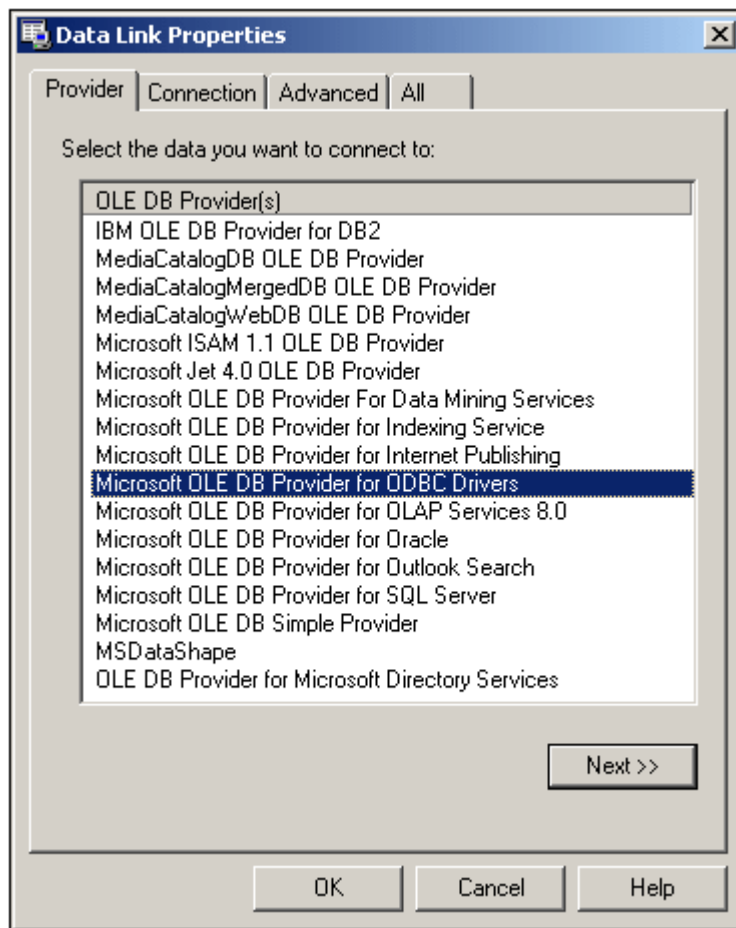 Data Link Properties
Provider Connection Advanced All
Select the data you want to connect to:
OLE DB Provider(s)
IBM OLE DB Provider for DB2
MediaCatalogDB OLE DB Provider
MediaCatalogMergedDB OLE DB Provider
MediaCatalogWebDB OLE DB Provider
Microsoft ISAM 1.1 OLE DB Provider
Microsoft Jet 4.0 OLE DB Provider
Microsoft OLE DB Provider For Data Mining Services
Microsoft OLE DB Provider for Indexing Service
Microsoft OLE DB Provider for Internet Publishing
Microsoft OLE DB Provider for ODBC Drivers
Microsoft OLE DB Provider for OLAP Services 8.0
Microsoft OLE DB Provider for Oracle
Microsoft OLE DB Provider for Outlook Search
Microsoft OLE DB Provider for SQL Server
Microsoft OLE DB Simple Provider
MSDataShape
OLE DB Provider for Microsoft Directory Services
Next >>
OK Cancel Help